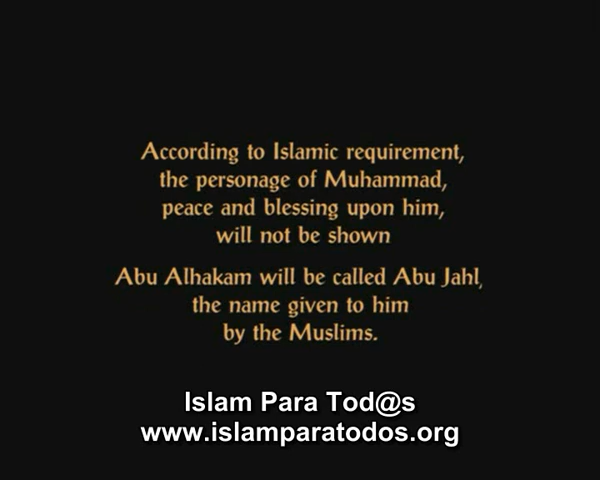 According to Islamic requirement,
the personage of Muhammad,
peace and blessing upon him,
will not be shown
Abu Alhakam will be called Abu Jahl,
the name given to him
by the Muslims.
Islam Para Tod@s
www.islamparatodos.org